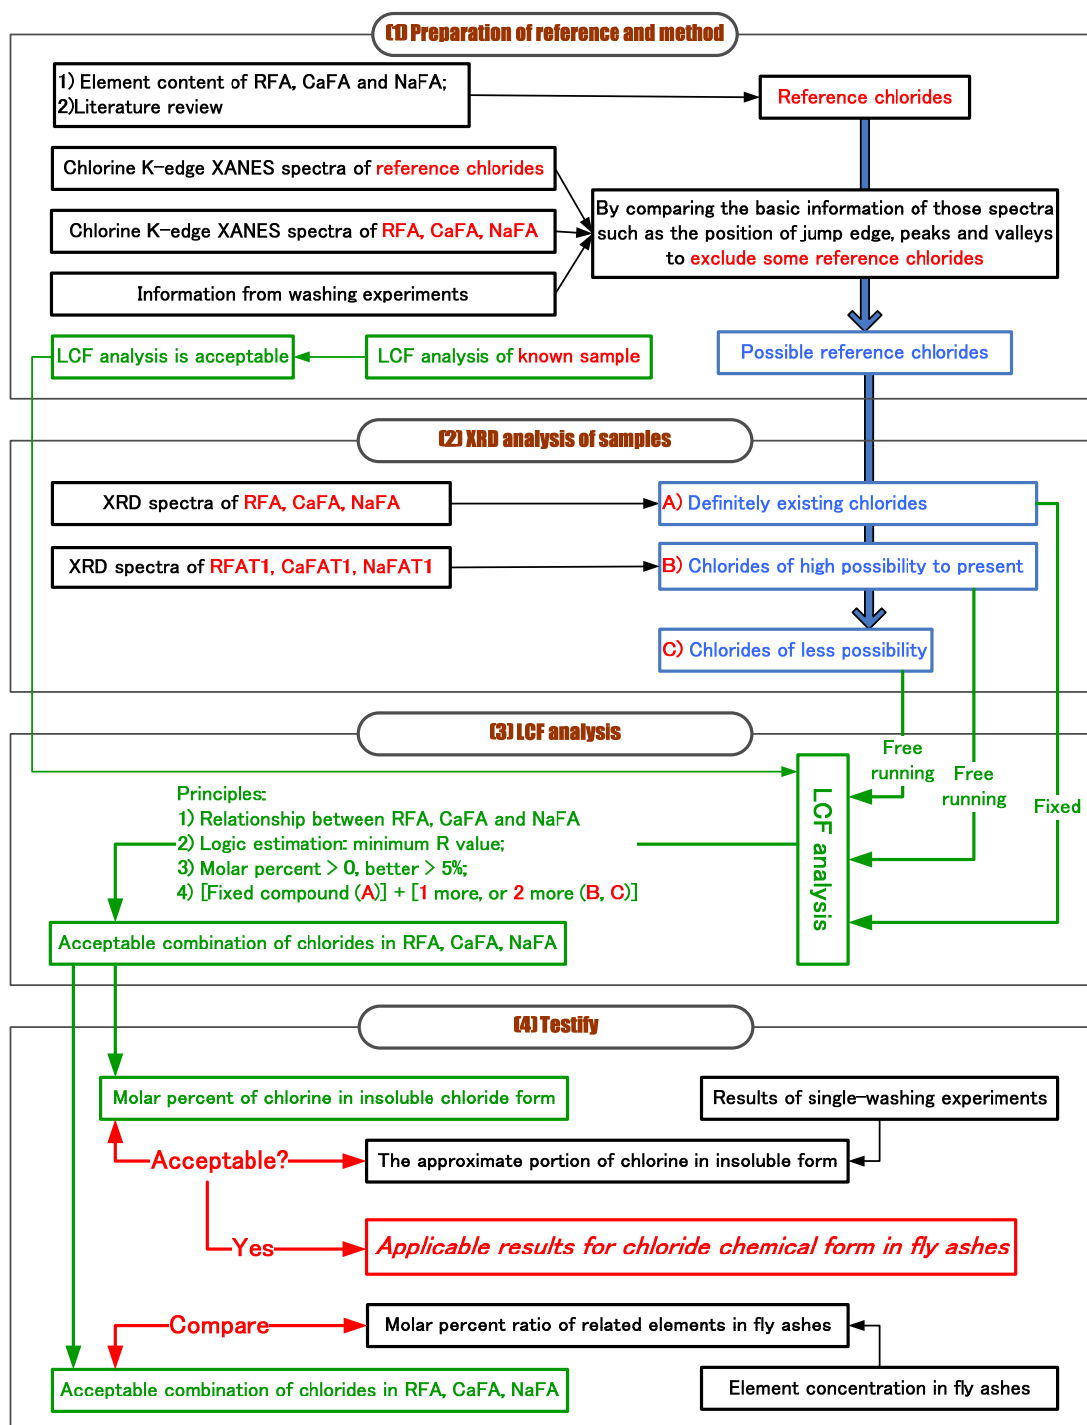 (1) Preparation of reference and method
1) Element content of RFA, CaFA and NaFA;
2)Literature review
Reference chlorides
Chlorine K-edge XANES spectra of reference chlorides
Chlorine K-edge XANES spectra of RFA, CaFA, NaFA
Information from washing experiments
By comparing the basic information of those spectra
such as the position of jump edge, peaks and valleys
to exclude some reference chlorides
LCF analysis is acceptable
LCF analysis of known sample
Possible reference chlorides
(2) XRD analysis of samples
XRD spectra of RFA, CaFA, NaFA
A) Definitely existing chlorides
XRD spectra of RFAT1, CaFAT1, NaFAT1
B) Chlorides of high possibility to present
C) Chlorides of less possibility
(3) LCF analysis
Free
running
Free
running
Fixed
LCF analysis
Principles:
1) Relationship between RFA, CaFA and NaFA
2) Logic estimation: minimum R value;
3) Molar percent > 0, better > 5%;
4) [Fixed compound (A)] + [1 more, or 2 more (B, C)]
Acceptable combination of chlorides in RFA, CaFA, NaFA
(4) Testify
Molar percent of chlorine in insoluble chloride form
Results of single-washing experiments
Acceptable?
The approximate portion of chlorine in insoluble form
Yes
Applicable results for chloride chemical form in fly ashes
Compare
Molar percent ratio of related elements in fly ashes
Acceptable combination of chlorides in RFA, CaFA, NaFA
Element concentration in fly ashes